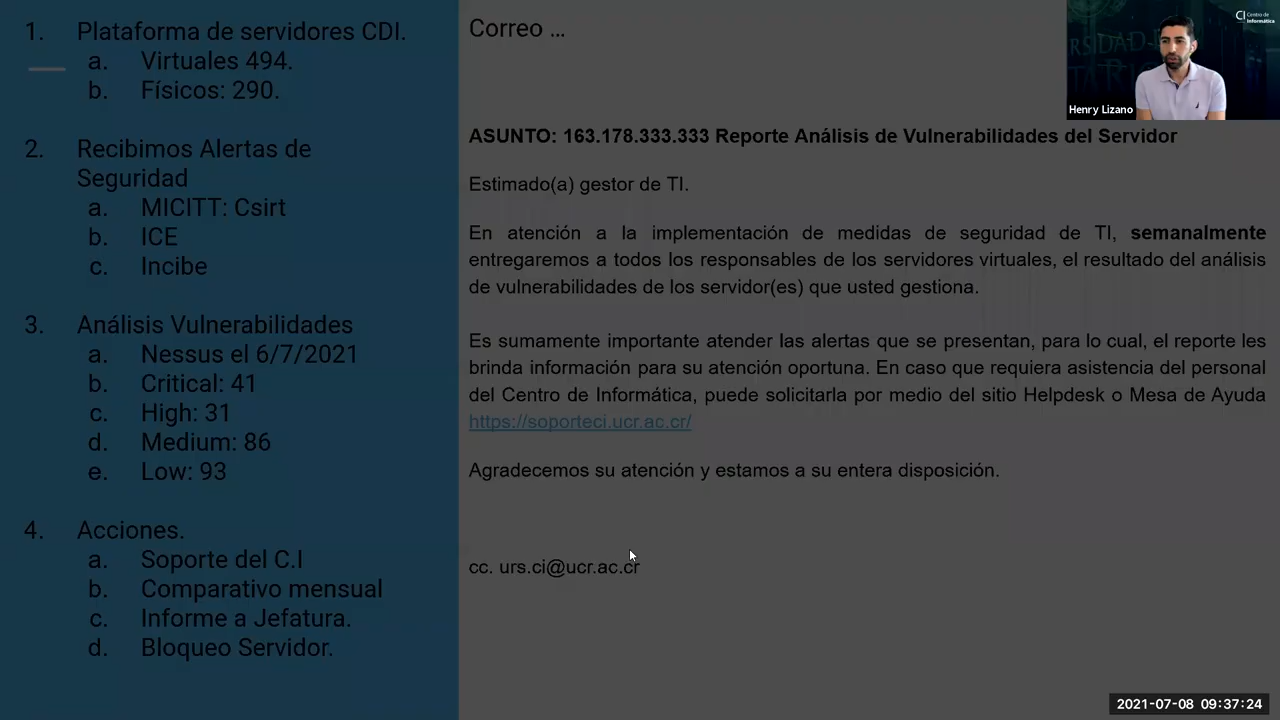 1. Plataforma de servidores CDI.
a. Virtuales 494.
b. Físicos: 290.
2. Recibimos Alertas de
Seguridad
a. MICITT: Csirt
b. ICE
c. Incibe
3. Análisis Vulnerabilidades
a. Nessus el 6/7/2021
b. Critical: 41
c. High: 31
d. Medium: 86
e. Low: 93
4. Acciones.
a. Soporte del C.I
b. Comparativo mensual
c. Informe a Jefatura.
d. Bloqueo Servidor.
Correo ...
ASUNTO: 163.178.333.333 Reporte Análisis de Vulnerabilidades del Servidor
Estimado(a) gestor de TI.
En atención a la implementación de medidas de seguridad de TI, semanalmente
entregaremos a todos los responsables de los servidores virtuales, el resultado del análisis
de vulnerabilidades de los servidor(es) que usted gestiona.
Es sumamente importante atender las alertas que se presentan, para lo cual, el reporte les
brinda información para su atención oportuna. En caso que requiera asistencia del personal
del Centro de Informática, puede solicitarla por medio del sitio Helpdesk o Mesa de Ayuda
https://soporteci.ucr.ac.cr/
Agradecemos su atención y estamos a su entera disposición.
cc. urs.ci@ucr.ac.cr
CI Centro de
Informática
Henry Lizano
2021-07-08 09:37:24